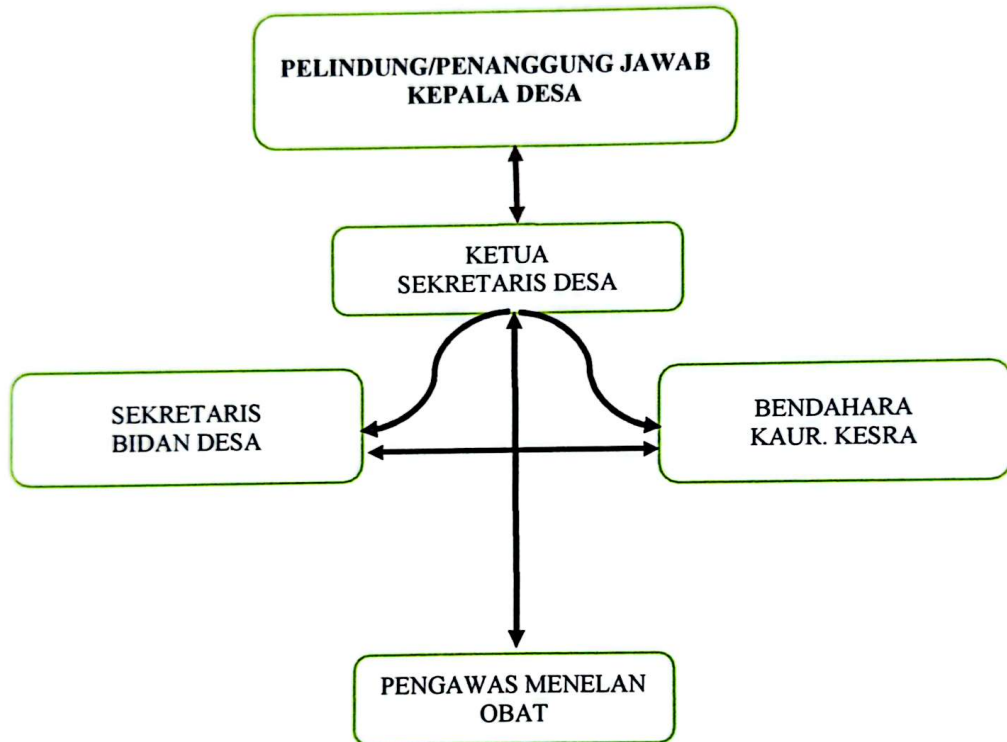 PELINDUNG/PENANGGUNG JAWAB
KEPALA DESA
KETUA
SEKRETARIS DESA
SEKRETARIS
BIDAN DESA
BENDAHARA
KAUR. KESRA
PENGAWAS MENELAN
OBAT